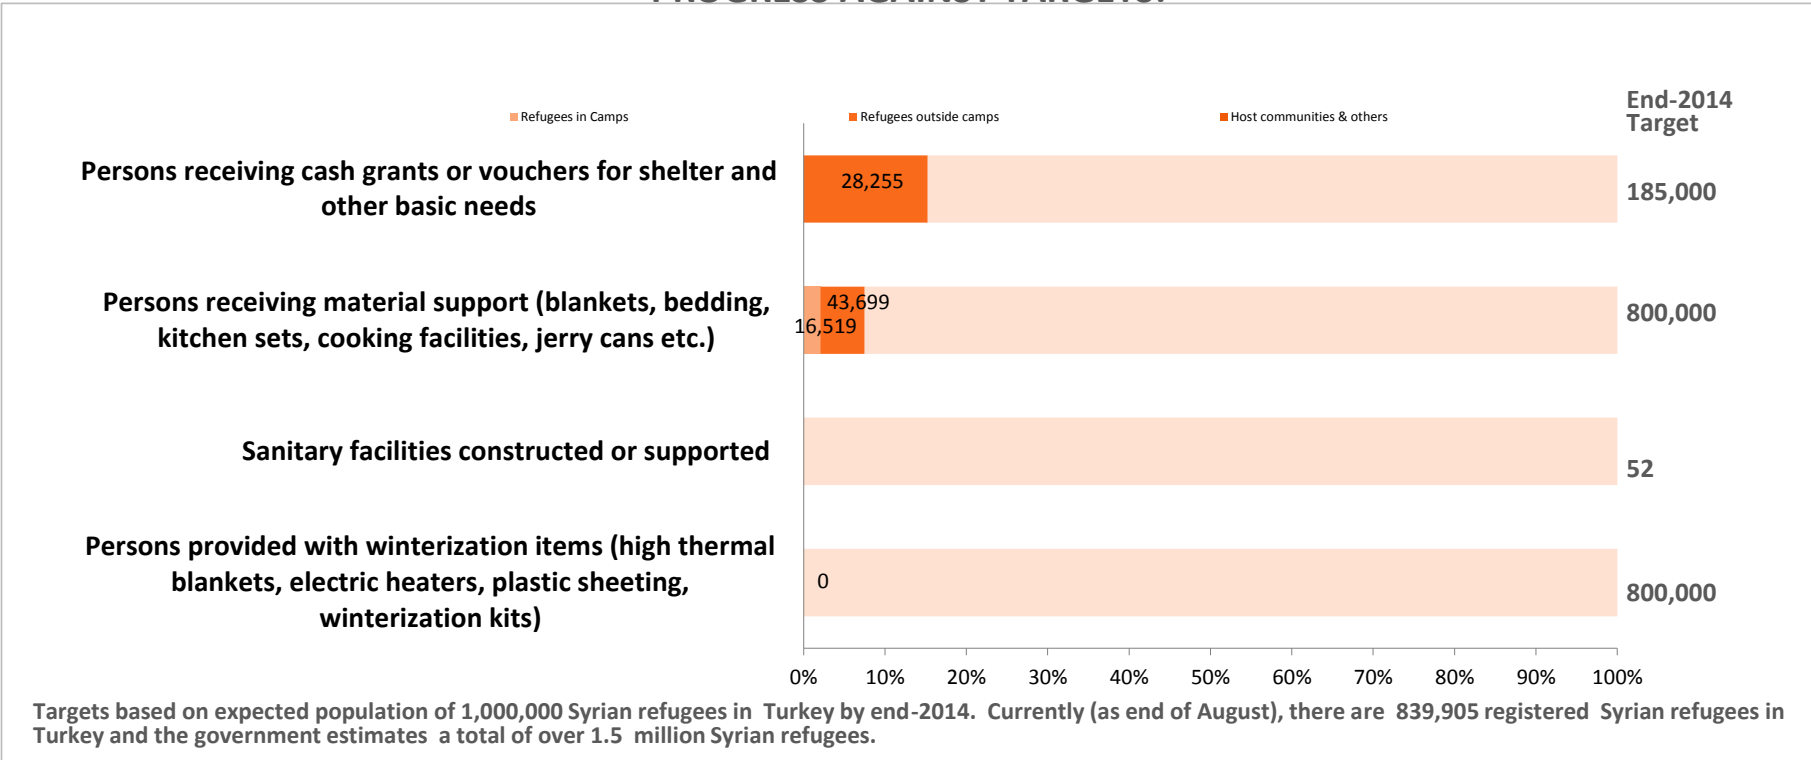 PROGRESS AGAINST TARGETS:
End-2014
Target
Refugees in Camps
Refugees outside camps
Host communities & others
Persons receiving cash grants or vouchers for shelter and
other basic needs
28,255
185,000
Persons receiving material support (blankets, bedding,
kitchen sets, cooking facilities, jerry cans etc.)
43,699
16,519
800,000
Sanitary facilities constructed or supported
52
Persons provided with winterization items (high thermal
blankets, electric heaters, plastic sheeting,
winterization kits)
0
800,000
0% 10% 20% 30% 40% 50% 60% 70% 80% 90% 100%
Targets based on expected population of 1,000,000 Syrian refugees in Turkey by end-2014. Currently (as end of August), there are 839,905 registered Syrian refugees in
Turkey and the government estimates a total of over 1.5 million Syrian refugees.